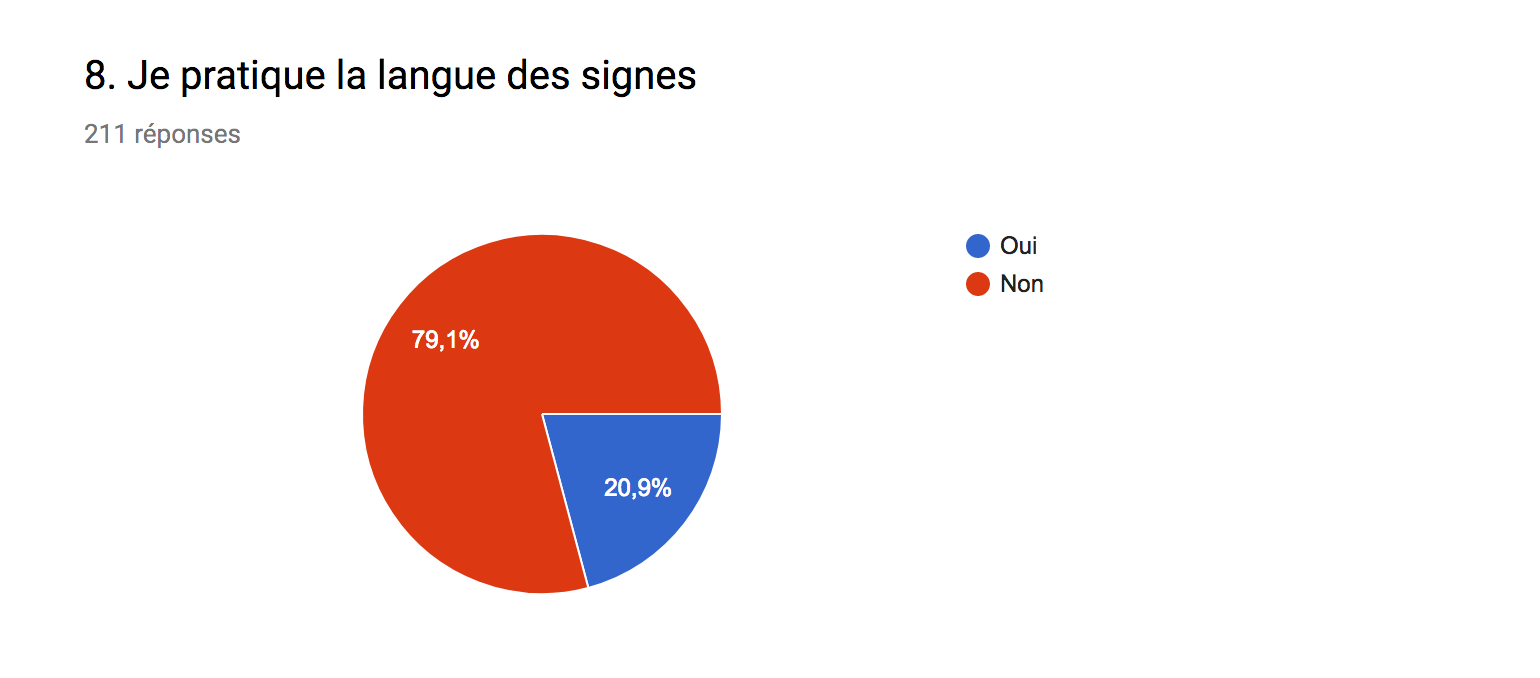 8. Je pratique la langue des signes
211 réponses
Oui
Non
79,1%
20,9%